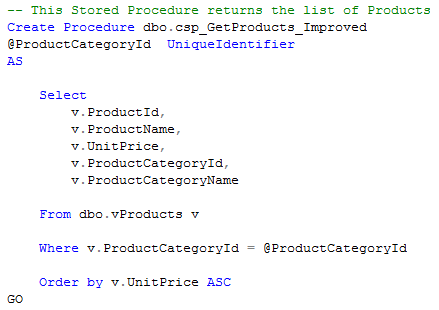 -- This Stored Procedure returns the list of Products
Create Procedure dbo.csp_GetProducts_Improved
@ProductCategoryId  UniqueIdentifier
AS

    Select
        v.ProductId,
        v.ProductName,
        v.UnitPrice,
        v.ProductCategoryId,
        v.ProductCategoryName

    From dbo.vProducts v

    Where v.ProductCategoryId = @ProductCategoryId

    Order by v.UnitPrice ASC
GO